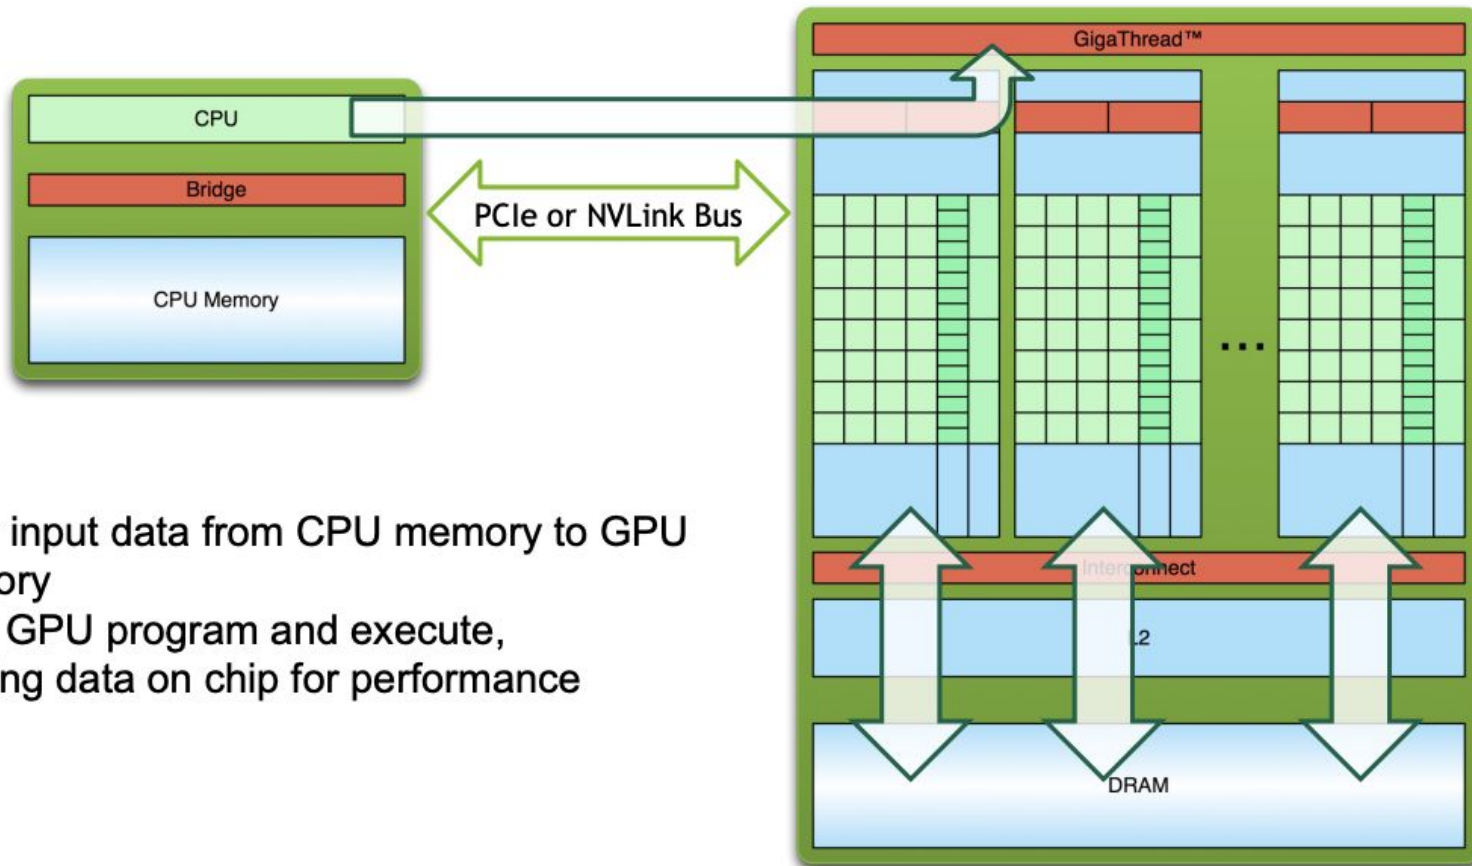 GigaThread™
CPU
Bridge
PCIe or NVLink Bus
CPU Memory
...
input data from CPU memory to GPU
ory
GPU program and execute,
ng data on chip for performance
Interconnect
L2
DRAM